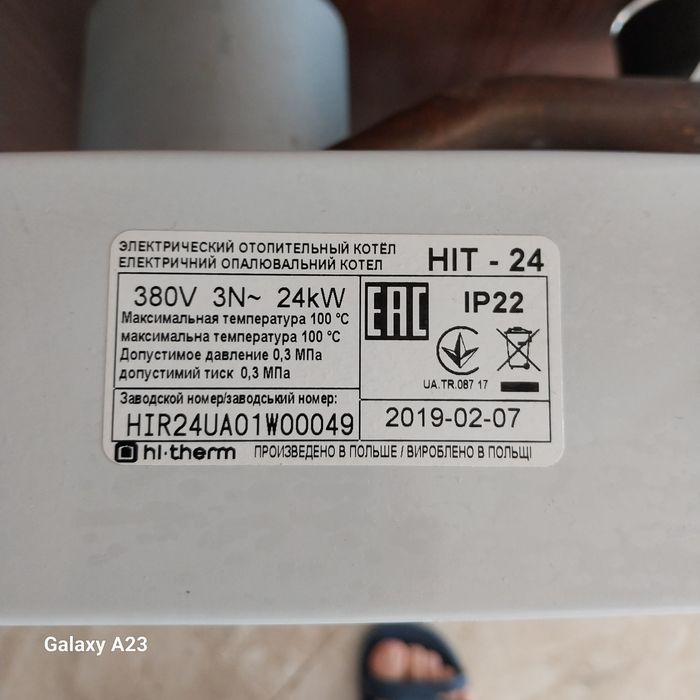 ЭЛЕКТРИЧЕСКИЙ ОТОПИТЕЛЬНЫЙ КОТЁЛ
ЕЛЕКТРИЧНИЙ ОПАЛЮВАЛЬНИЙ КОТЕЛ
HIT - 24
380V 3N~ 24kW
Максимальная температура 100 °C
максимальна температура 100 °C
Допустимое давление 0,3 МПа
допустимий тиск 0,3 МПа
EAC
IP22
UA.TR.087 17
Заводской номер/заводський номер:
HIR24UA01W00049
2019-02-07
hi·therm
ПРОИЗВЕДЕНО В ПОЛЬШЕ / ВИРОБЛЕНО В ПОЛЬЩІ
Galaxy A23